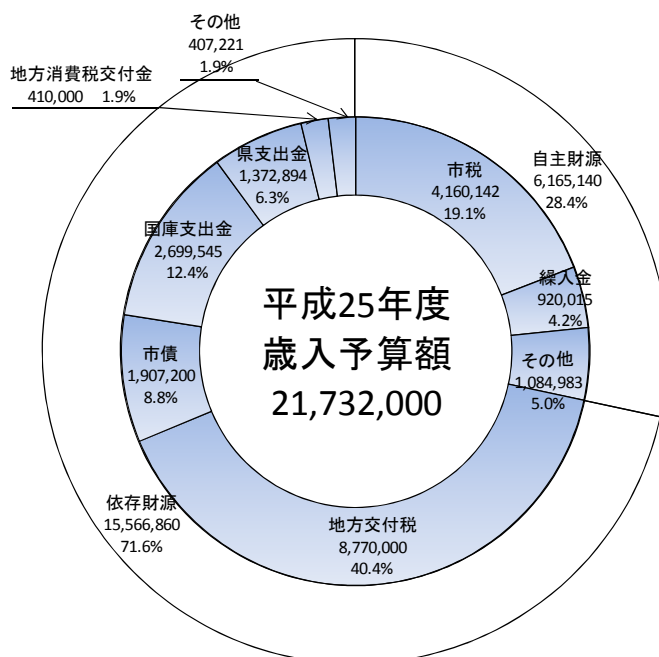 その他
407,221
1.9%
地方消費税交付金
410,000 1.9%
県支出金
1,372,894
6.3%
市税
4,160,142
19.1%
自主財源
6,165,140
28.4%
国庫支出金
2,699,545
12.4%
繰入金
920,015
4.2%
平成25年度
歳入予算額
21,732,000
市債
1,907,200
8.8%
その他
1,084,983
5.0%
依存財源
15,566,860
71.6%
地方交付税
8,770,000
40.4%